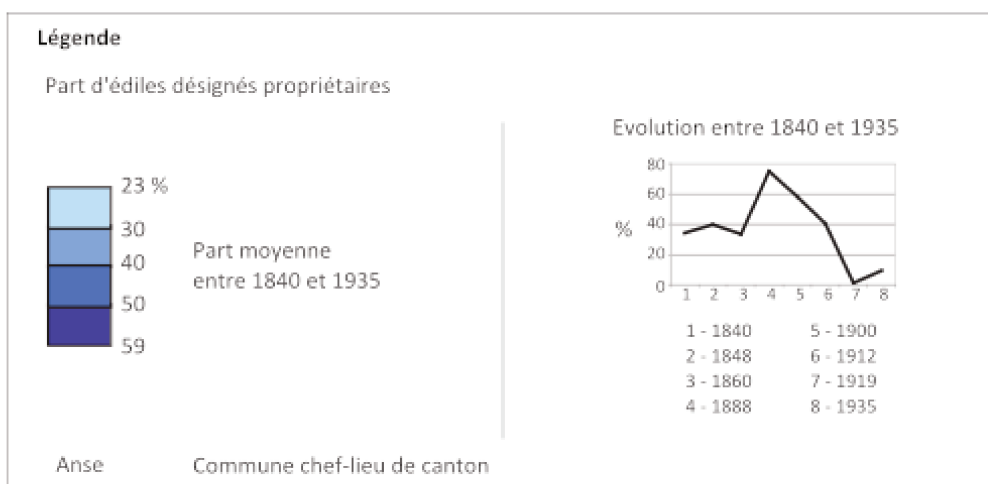 Légende
Part d'édiles désignés propriétaires
23 %
30
40
50
59
Part moyenne
entre 1840 et 1935
Evolution entre 1840 et 1935
80
60
40
20
0
%
1 2 3 4 5 6 7 8
1 - 1840
2 - 1848
3 - 1860
4 - 1888
5 - 1900
6 - 1912
7 - 1919
8 - 1935
Anse
Commune chef-lieu de canton